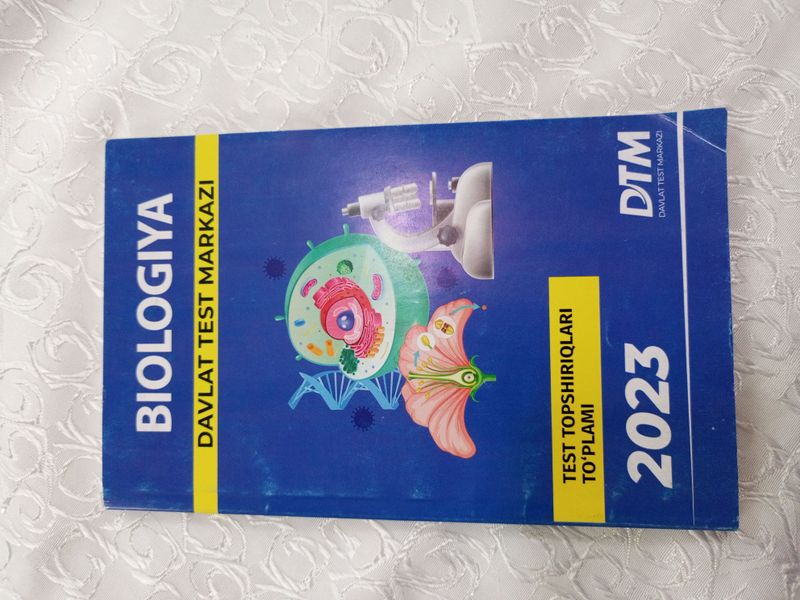 BIOLOGIYA
DAVLAT TEST MARKAZI
TEST TOPSHIRIQLARI
TO‘PLAMI
2023
DTM
DAVLAT TEST MARKAZI